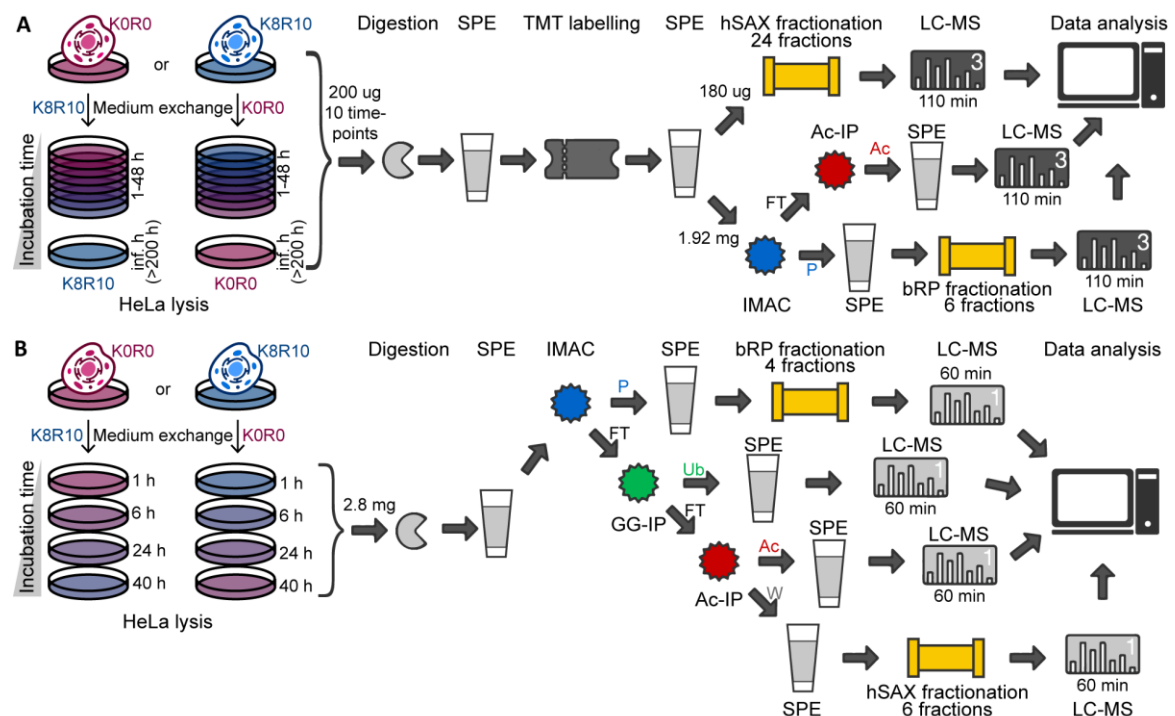 A
K0R0
or
K8R10
K8R10
Medium exchange
K0R0
Incubation time
1-48 h
1-48 h
inf. h
(>200 h)
inf. h
(>200 h)
K8R10
K0R0
HeLa lysis
200 ug
10 time-
points
Digestion
SPE
TMT labelling
SPE
hSAX fractionation
24 fractions
180 ug
LC-MS
3
110 min
Data analysis
1.92 mg
IMAC
FT
Ac-IP
Ac
SPE
LC-MS
3
110 min
P
SPE
bRP fractionation
6 fractions
3
110 min
LC-MS
B
K0R0
or
K8R10
K8R10
Medium exchange
K0R0
Incubation time
1 h
1 h
6 h
6 h
24 h
24 h
40 h
40 h
HeLa lysis
2.8 mg
Digestion
SPE
IMAC
P
SPE
bRP fractionation
4 fractions
LC-MS
60 min
1
Data analysis
FT
GG-IP
Ub
SPE
LC-MS
1
60 min
FT
Ac-IP
Ac
SPE
LC-MS
1
60 min
W
SPE
hSAX fractionation
6 fractions
1
60 min
LC-MS